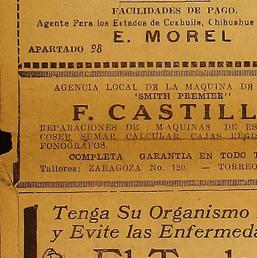 FACILIDADES DE PAGO.
Agente Para los Estados de Coahuila, Chihuahua
E. MOREL
APARTADO 98
AGENCIA LOCAL DE LA MAQUINA DE
"SMITH PREMIER"
F. CASTILL
REPARACIONES DE MAQUINAS DE ES
COSER, SUMAR, CALCULAR, CAJAS REGIS
FONOGRAFOS.
COMPLETA GARANTIA EN TODO T
Talleres: ZARAGOZA No. 120. — TORREO
Tenga Su Organismo
y Evite las Enfermeda